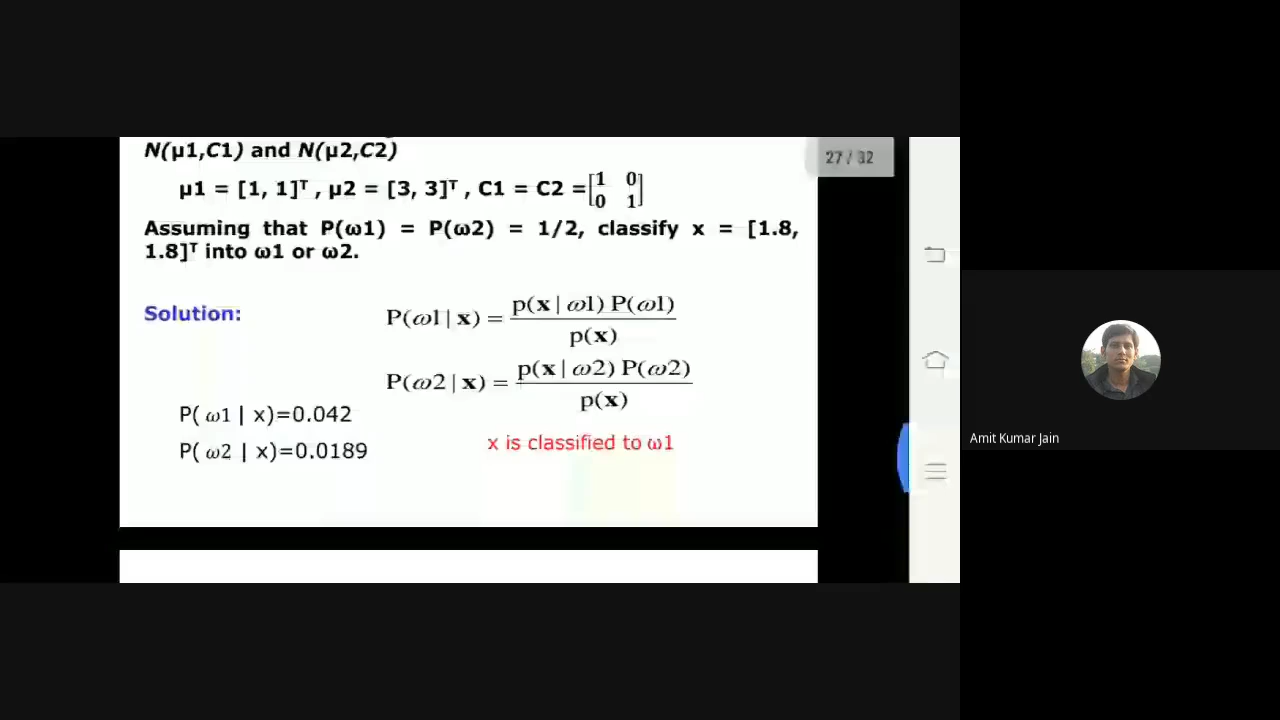 N(μ1,C1) and N(μ2,C2)
27 / 32
μ1 = [1, 1]ᵀ , μ2 = [3, 3]ᵀ , C1 = C2 = [1 0
0 1]
Assuming that P(ω1) = P(ω2) = 1/2, classify x = [1.8,
1.8]ᵀ into ω1 or ω2.
Solution:
P(ω1 | x) = p(x | ω1) P(ω1)
p(x)
P(ω2 | x) = p(x | ω2) P(ω2)
p(x)
P( ω1 | x)=0.042
P( ω2 | x)=0.0189
x is classified to ω1
Amit Kumar Jain